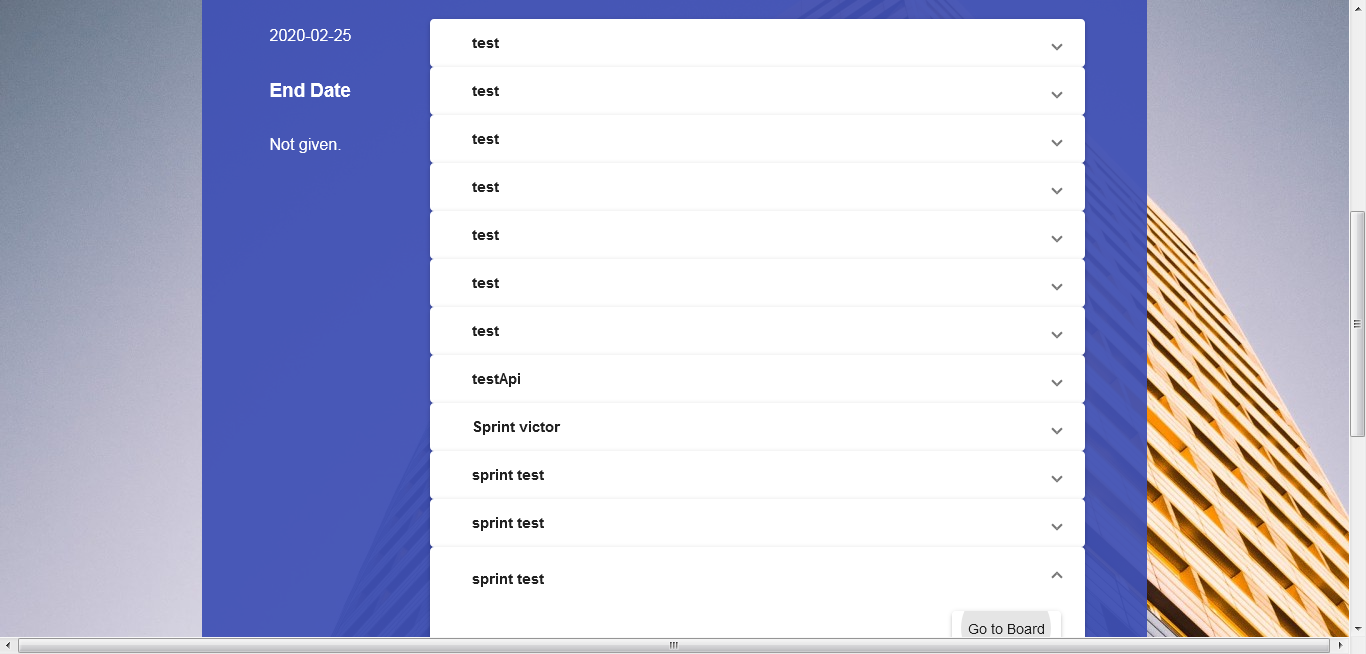 2020-02-25
End Date
Not given.
test
test
test
test
test
test
test
testApi
Sprint victor
sprint test
sprint test
sprint test
Go to Board